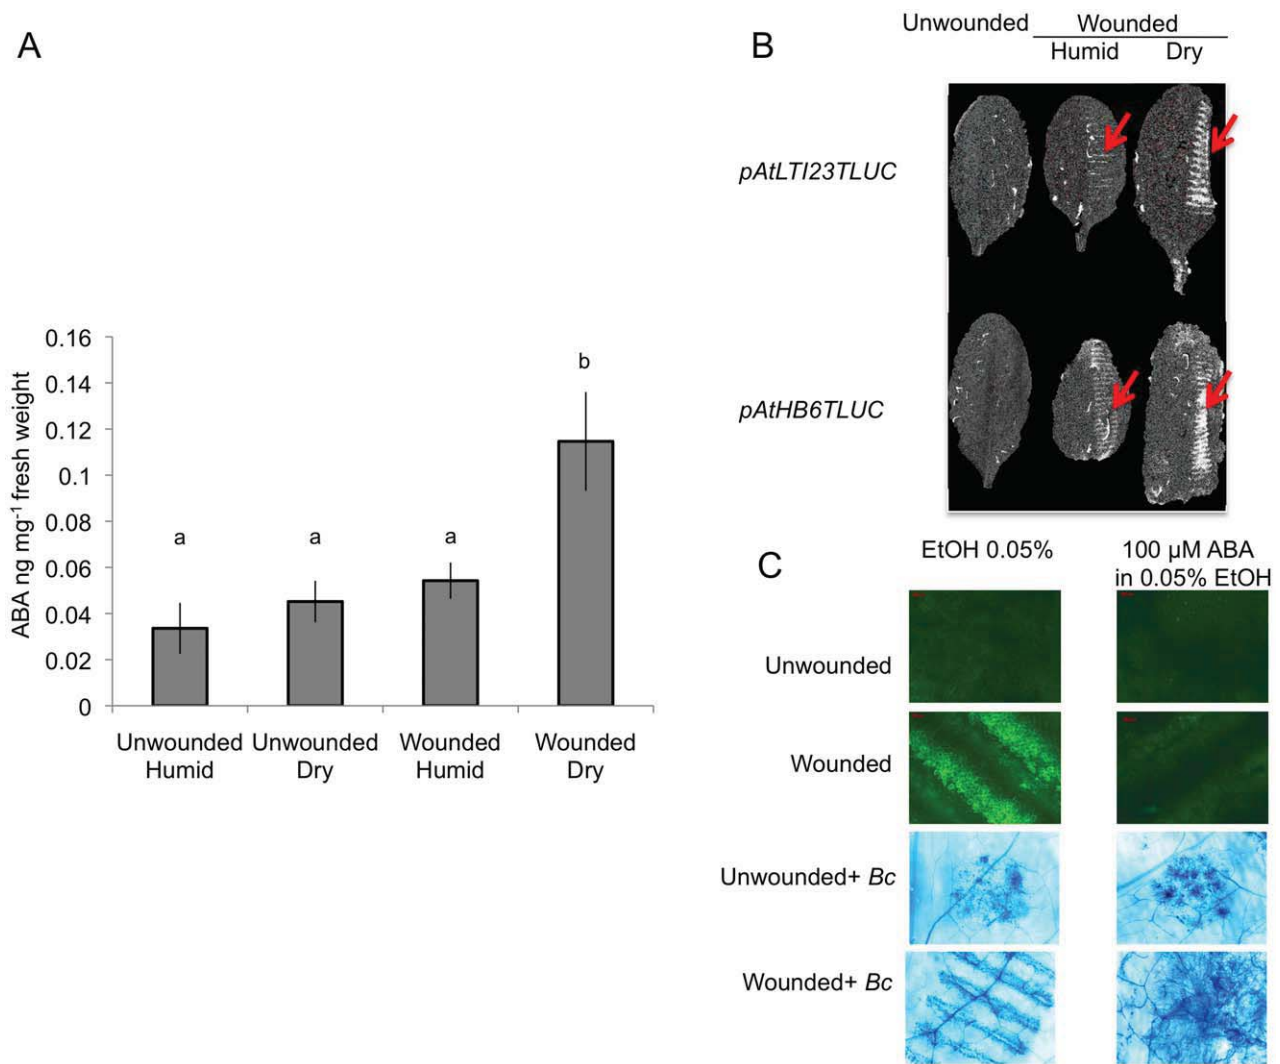 A
ABA ng mg⁻¹ fresh weight
0.16
0.14
0.12
0.1
0.08
0.06
0.04
0.02
0
a
a
a
b
Unwounded Unwounded Wounded Wounded
Humid Dry Humid Dry
B
Unwounded Wounded
Humid Dry
pAtLTI23TLUC
pAtHB6TLUC
C
EtOH 0.05% 100 µM ABA
in 0.05% EtOH
Unwounded
Wounded
Unwounded+ Bc
Wounded+ Bc